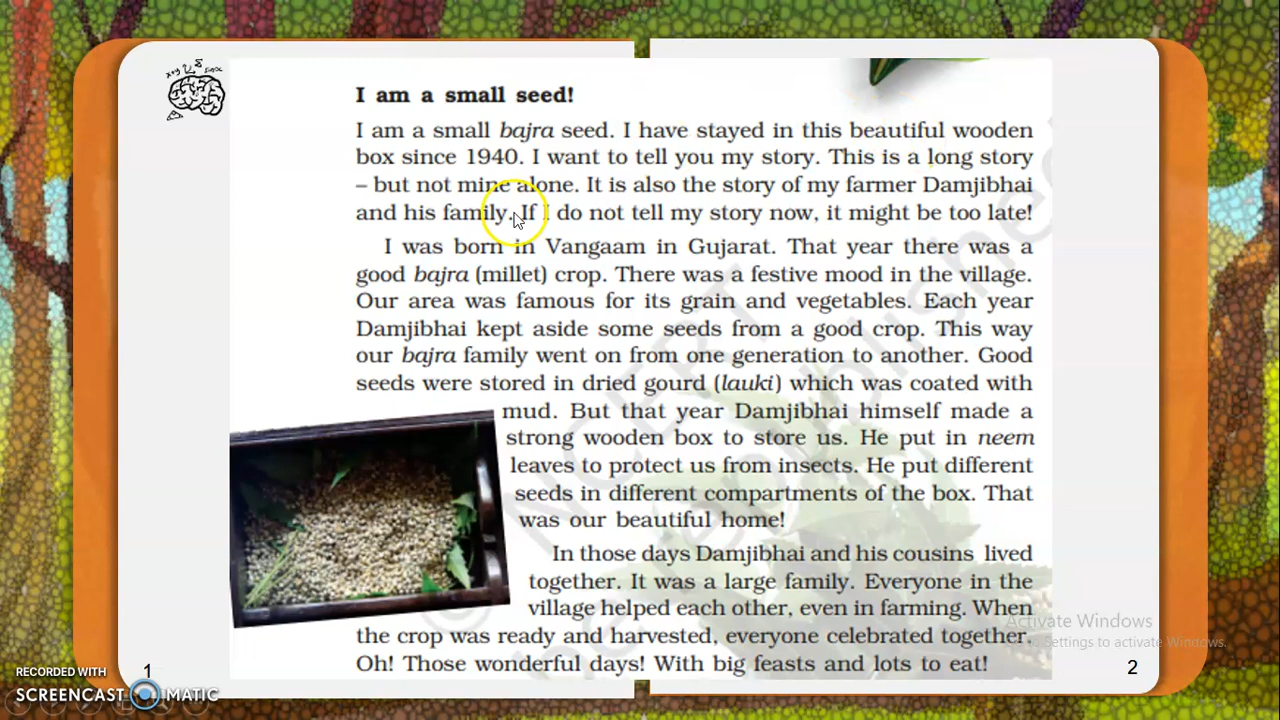 I am a small seed!
I am a small bajra seed. I have stayed in this beautiful wooden
box since 1940. I want to tell you my story. This is a long story
– but not mine alone. It is also the story of my farmer Damjibhai
and his family. If I do not tell my story now, it might be too late!
I was born in Vangaam in Gujarat. That year there was a
good bajra (millet) crop. There was a festive mood in the village.
Our area was famous for its grain and vegetables. Each year
Damjibhai kept aside some seeds from a good crop. This way
our bajra family went on from one generation to another. Good
seeds were stored in dried gourd (lauki) which was coated with
mud. But that year Damjibhai himself made a
strong wooden box to store us. He put in neem
leaves to protect us from insects. He put different
seeds in different compartments of the box. That
was our beautiful home!
In those days Damjibhai and his cousins lived
together. It was a large family. Everyone in the
village helped each other, even in farming. When
the crop was ready and harvested, everyone celebrated together.
Oh! Those wonderful days! With big feasts and lots to eat!
© NCERT
be republished
Activate Windows
to Settings to activate Windows.
1
2
RECORDED WITH
SCREENCAST MATIC